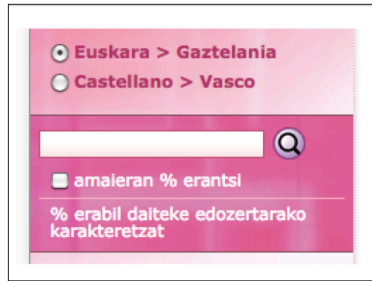 Euskara > Gaztelania
Castellano > Vasco
amaieran % erantsi
% erabil daiteke edozertarako
karakteretzat